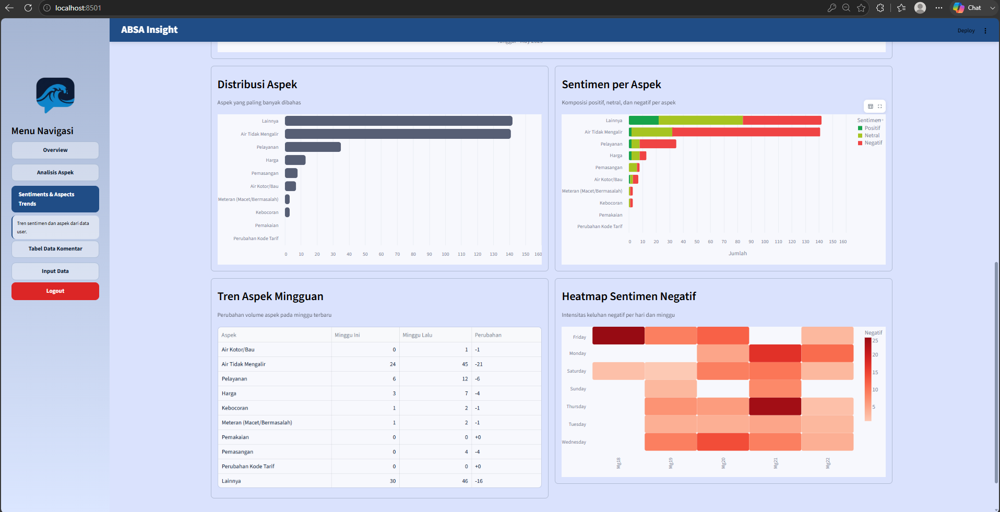 localhost:8501
Chat
ABSA Insight
Deploy
Menu Navigasi
Overview
Analisis Aspek
Sentiments & Aspects
Trends
Tren sentimen dan aspek dari data
user.
Tabel Data Komentar
Input Data
Logout
Distribusi Aspek
Aspek yang paling banyak dibahas
Lainnya
Air Tidak Mengalir
Pelayanan
Harga
Pemasangan
Air Kotor/Bau
Meteran (Macet/Bermasalah)
Kebocoran
Pemakaian
Perubahan Kode Tarif
0 10 20 30 40 50 60 70 80 90 100 110 120 130 140 150 160
Sentimen per Aspek
Komposisi positif, netral, dan negatif per aspek
Lainnya
Air Tidak Mengalir
Pelayanan
Harga
Pemasangan
Air Kotor/Bau
Meteran (Macet/Bermasalah)
Kebocoran
Pemakaian
Perubahan Kode Tarif
0 10 20 30 40 50 60 70 80 90 100 110 120 130 140 150 160
Jumlah
Sentimen
Positif
Netral
Negatif
Tren Aspek Mingguan
Perubahan volume aspek pada minggu terbaru
Aspek Minggu Ini Minggu Lalu Perubahan
Air Kotor/Bau 0 1 -1
Air Tidak Mengalir 24 45 -21
Pelayanan 6 12 -6
Harga 3 7 -4
Kebocoran 1 2 -1
Meteran (Macet/Bermasalah) 1 2 -1
Pemakaian 0 0 +0
Pemasangan 0 4 -4
Perubahan Kode Tarif 0 0 +0
Lainnya 30 46 -16
Heatmap Sentimen Negatif
Intensitas keluhan negatif per hari dan minggu
Friday
Monday
Saturday
Sunday
Thursday
Tuesday
Wednesday
Mg18 Mg19 Mg20 Mg21 Mg22
Negatif
25
20
15
10
5